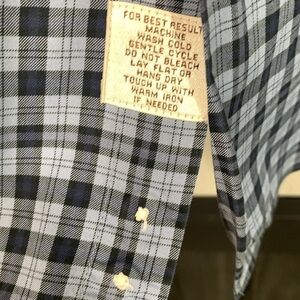 FOR BEST RESULT
MACHINE
WASH COLD
GENTLE CYCLE
DO NOT BLEACH
LAY FLAT OR
HANG DRY
TOUCH UP WITH
WARM IRON
IF NEEDED